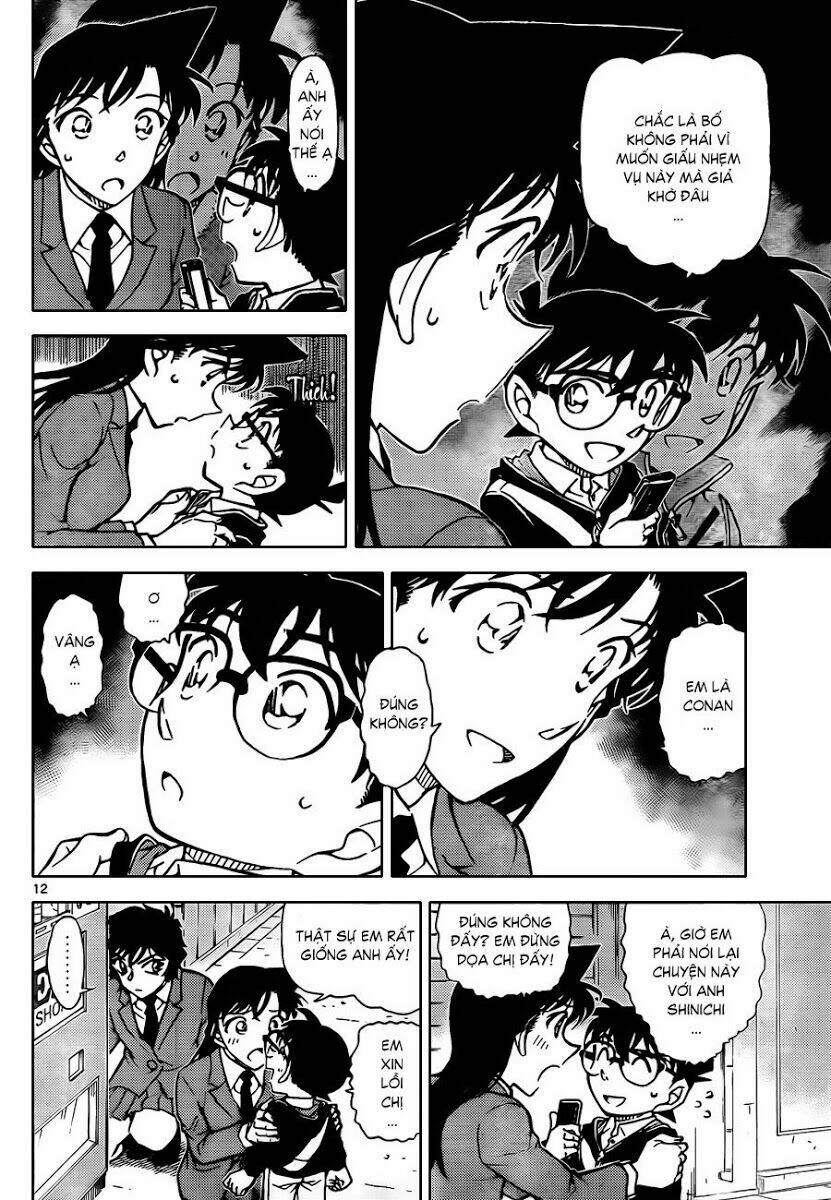 CHẮC LÀ BỐ
KHÔNG PHẢI VÌ
MUỐN GIẤU NHẸM
VỤ NÀY MÀ GIẢ
KHỜ ĐÂU
...
À,
ANH
ẤY
NÓI
THẾ Ạ
...
Thích!
EM LÀ
CONAN
...
ĐÚNG
KHÔNG?
Ơ
...
VÂNG
Ạ
...
12
À, GIỜ EM
PHẢI NÓI LẠI
CHUYỆN NÀY
VỚI ANH
SHINICHI
...
ĐÚNG KHÔNG
ĐẤY? EM ĐỪNG
DỌA CHỊ ĐẤY!
THẬT SỰ EM RẤT
GIỐNG ANH ẤY!
EM
XIN
LỖI
CHỊ
...
......
SHO